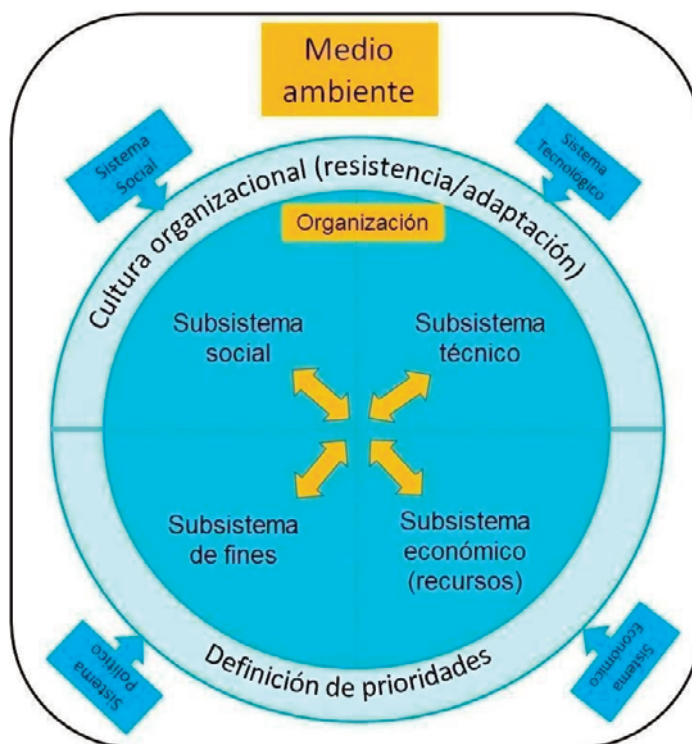 Medio
ambiente
Sistema
Social
Sistema
Tecnológico
Cultura organizacional (resistencia/adaptación)
Organización
Subsistema
social
Subsistema
técnico
Subsistema
de fines
Subsistema
económico
(recursos)
Definición de prioridades
Sistema
Político
Sistema
Económico